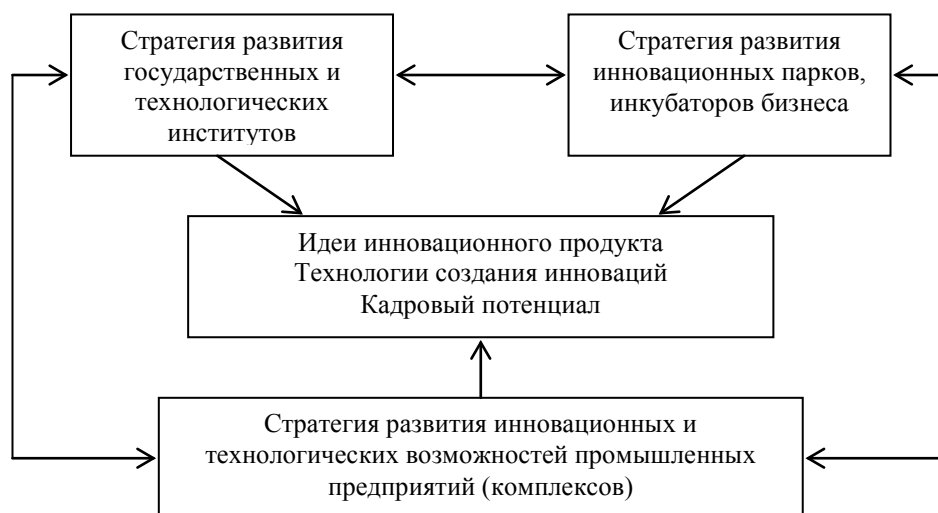 Стратегия развития
государственных и
технологических
институтов
Стратегия развития
инновационных парков,
инкубаторов бизнеса
Идеи инновационного продукта
Технологии создания инноваций
Кадровый потенциал
Стратегия развития инновационных и
технологических возможностей промышленных
предприятий (комплексов)